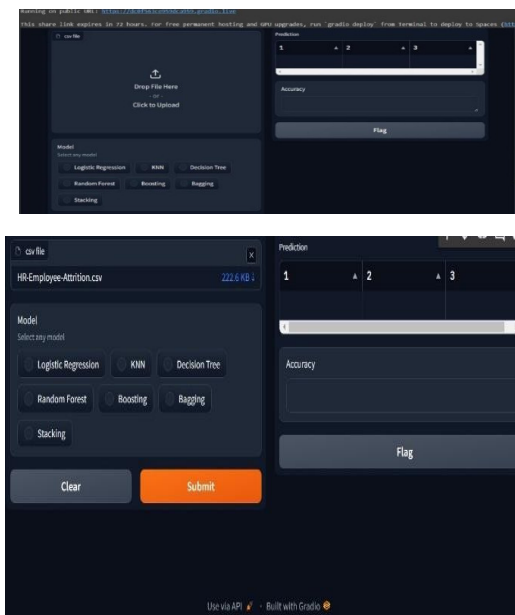 Running on public URL:
This share link expires in 72 hours. For free permanent hosting and GPU upgrades, run `gradio deploy` from Terminal to deploy to Spaces
csv file
Drop File Here
- or -
Click to Upload
Model
Select any model
Logistic Regression KNN Decision Tree
Random Forest Boosting Bagging
Stacking
Prediction
1 2 3
Accuracy
Flag
csv file
X
HR-Employee-Attrition.csv 222.6 KB ↓
Model
Select any model
Logistic Regression KNN Decision Tree
Random Forest Boosting Bagging
Stacking
Clear Submit
Prediction
1 2 3
Accuracy
Flag
Use via API · Built with Gradio